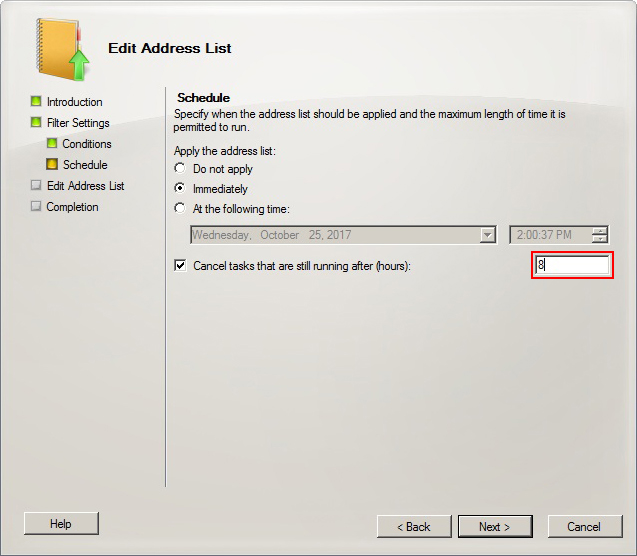 Edit Address List
Introduction
Filter Settings
Conditions
Schedule
Edit Address List
Completion
Schedule
Specify when the address list should be applied and the maximum length of time it is
permitted to run.
Apply the address list:
Do not apply
Immediately
At the following time:
Wednesday, October 25, 2017 2:00:37 PM
Cancel tasks that are still running after (hours): 8
Help < Back Next > Cancel